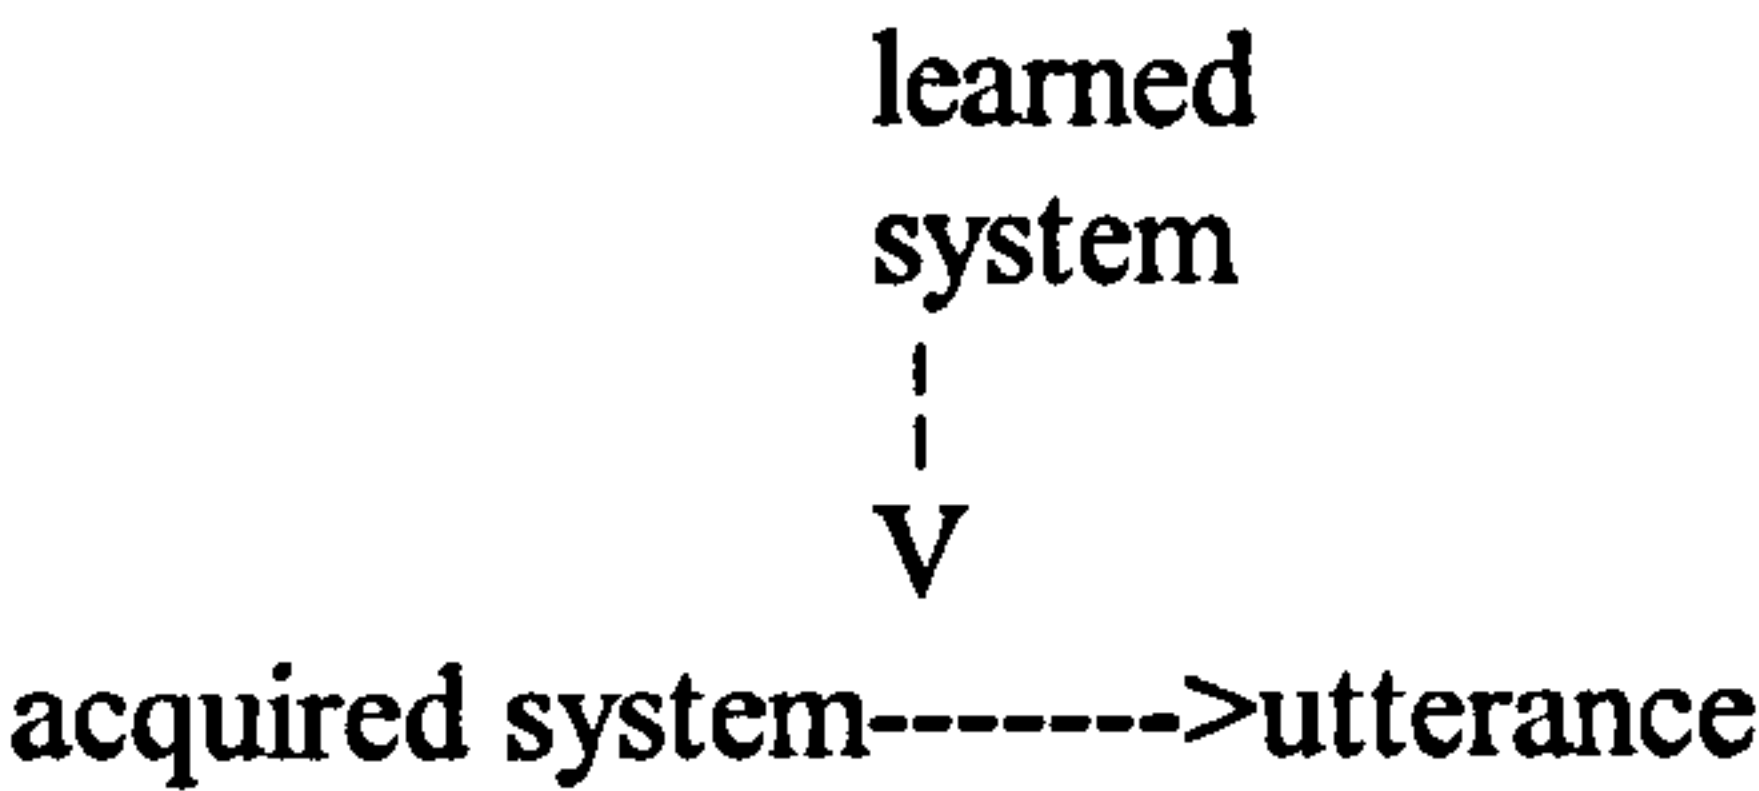 learned
system
V
acquired system------->utterance